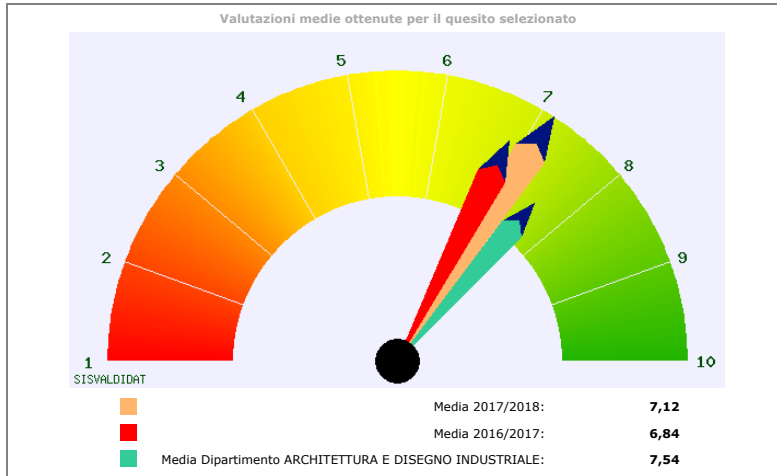 Valutazioni medie ottenute per il quesito selezionato
1
2
3
4
5
6
7
8
9
10
SISVALDIDAT
Media 2017/2018: 7,12
Media 2016/2017: 6,84
Media Dipartimento ARCHITETTURA E DISEGNO INDUSTRIALE: 7,54